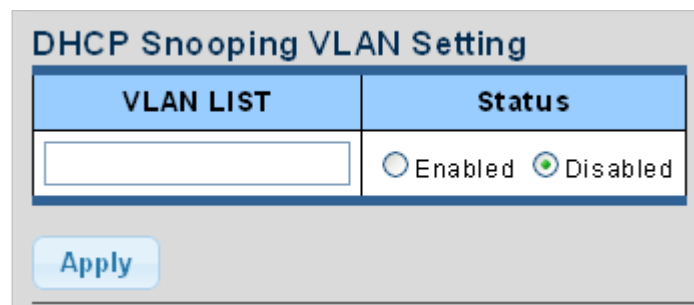 DHCP Snooping VLAN Setting
VLAN LIST Status
Enabled Disabled
Apply